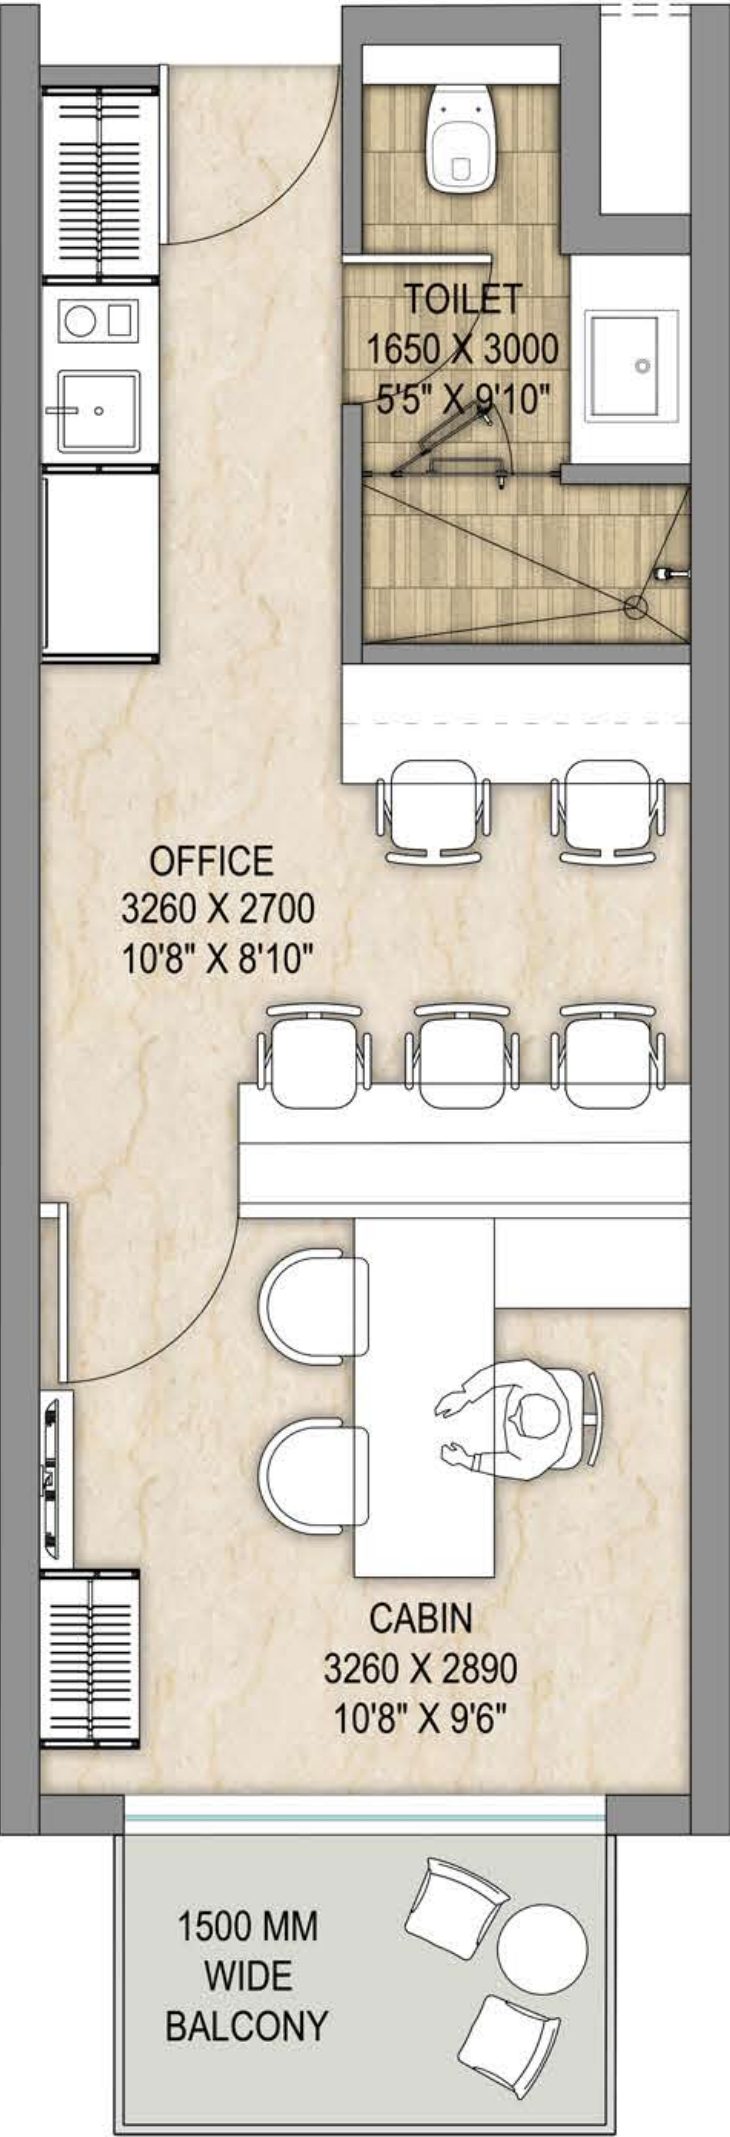 TOILET
1650 X 3000
5'5" X 9'10"
OFFICE
3260 X 2700
10'8" X 8'10"
CABIN
3260 X 2890
10'8" X 9'6"
1500 MM
WIDE
BALCONY